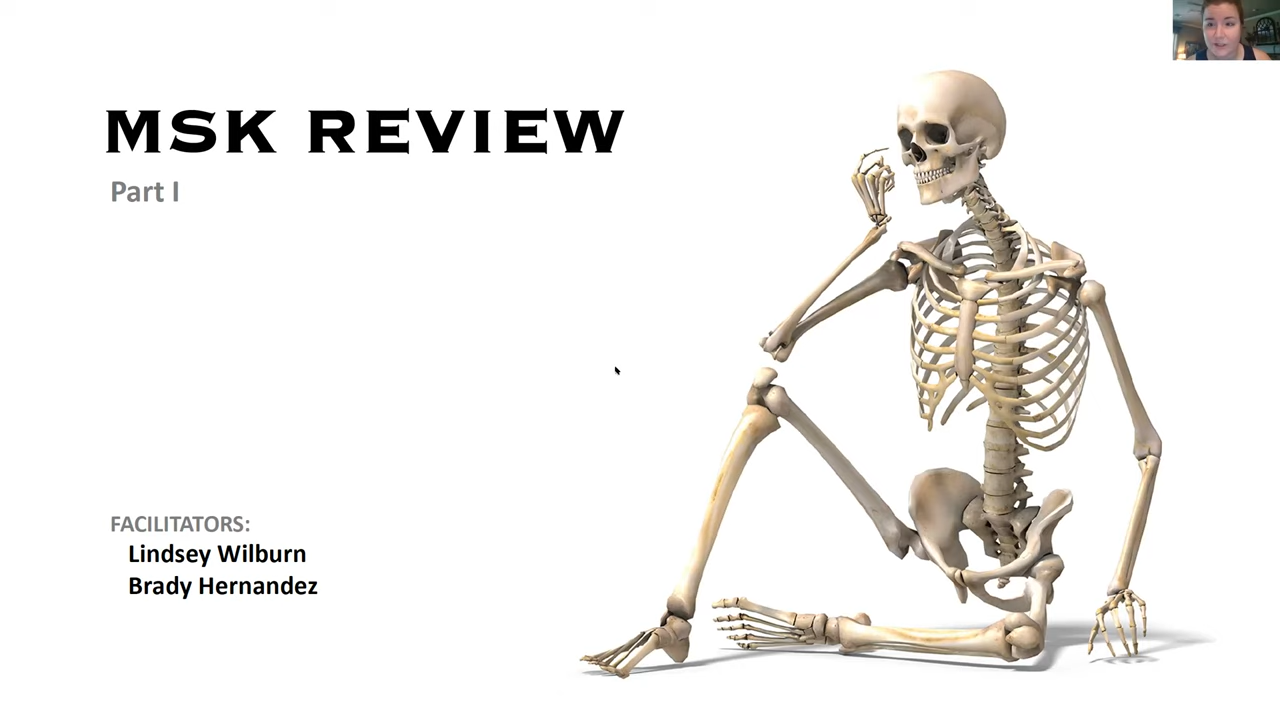 MSK REVIEW
Part I
FACILITATORS:
Lindsey Wilburn
Brady Hernandez